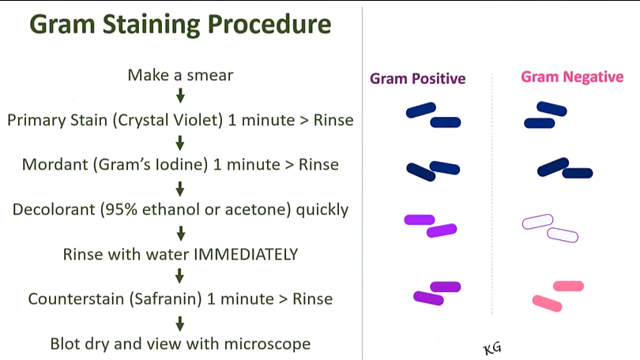 Gram Staining Procedure
Make a smear
Primary Stain (Crystal Violet) 1 minute > Rinse
Mordant (Gram's Iodine) 1 minute > Rinse
Decolorant (95% ethanol or acetone) quickly
Rinse with water IMMEDIATELY
Counterstain (Safranin) 1 minute > Rinse
Blot dry and view with microscope
Gram Positive
Gram Negative
KG